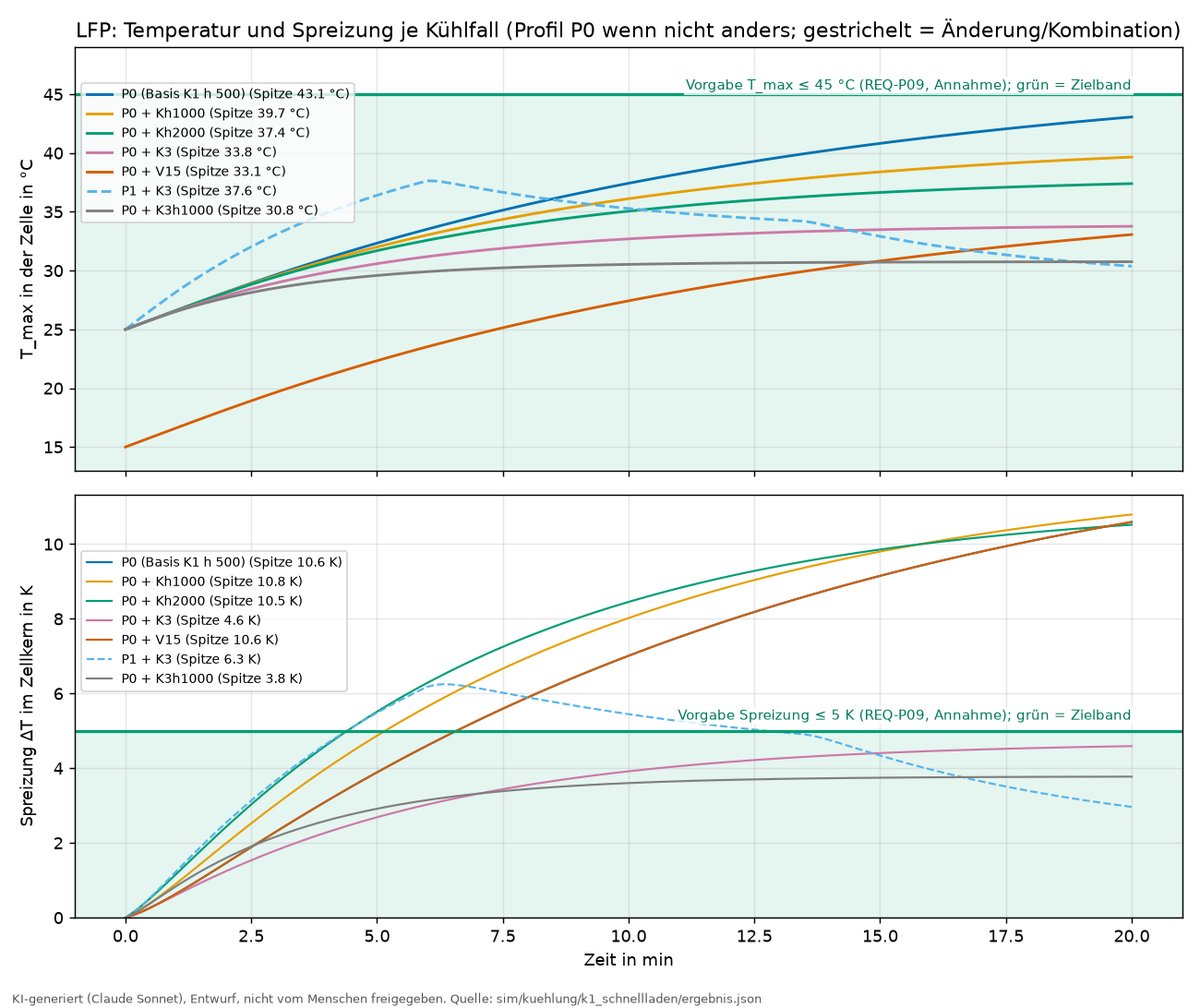 LFP: Temperatur und Spreizung je Kühlfall (Profil P0 wenn nicht anders; gestrichelt = Änderung/Kombination)
Vorgabe T_max ≤ 45 °C (REQ-P09, Annahme); grün = Zielband
P0 (Basis K1 h 500) (Spitze 43.1 °C)
P0 + Kh1000 (Spitze 39.7 °C)
P0 + Kh2000 (Spitze 37.4 °C)
P0 + K3 (Spitze 33.8 °C)
P0 + V15 (Spitze 33.1 °C)
P1 + K3 (Spitze 37.6 °C)
P0 + K3h1000 (Spitze 30.8 °C)
T_max in der Zelle in °C
45
40
35
30
25
20
15
P0 (Basis K1 h 500) (Spitze 10.6 K)
P0 + Kh1000 (Spitze 10.8 K)
P0 + Kh2000 (Spitze 10.5 K)
P0 + K3 (Spitze 4.6 K)
P0 + V15 (Spitze 10.6 K)
P1 + K3 (Spitze 6.3 K)
P0 + K3h1000 (Spitze 3.8 K)
Vorgabe Spreizung ≤ 5 K (REQ-P09, Annahme); grün = Zielband
Spreizung ΔT im Zellkern in K
10
8
6
4
2
0
0.0 2.5 5.0 7.5 10.0 12.5 15.0 17.5 20.0
Zeit in min
KI-generiert (Claude Sonnet), Entwurf, nicht vom Menschen freigegeben. Quelle: sim/kuehlung/k1_schnellladen/ergebnis.json